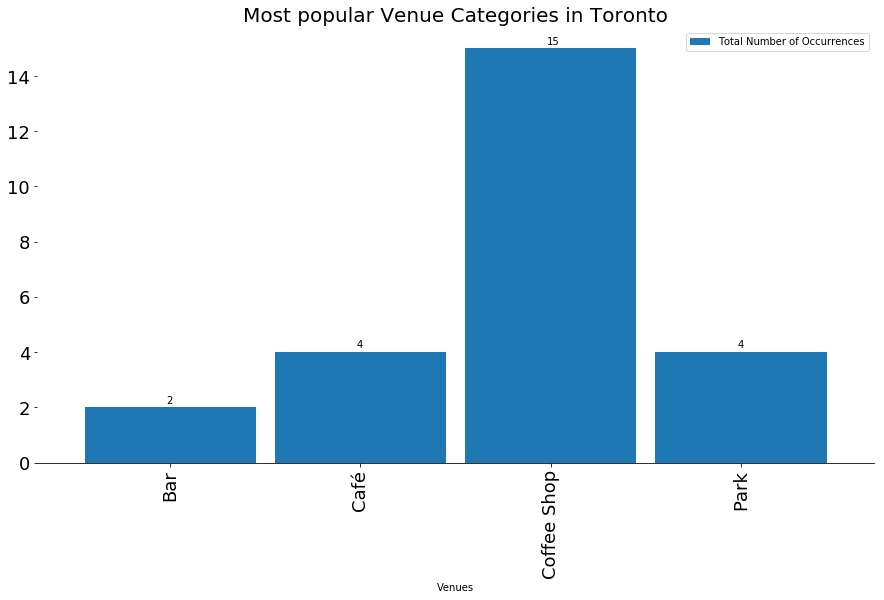 Most popular Venue Categories in Toronto
Total Number of Occurrences
14
12
10
8
6
4
2
0
2
4
15
4
Bar
Café
Coffee Shop
Park
Venues